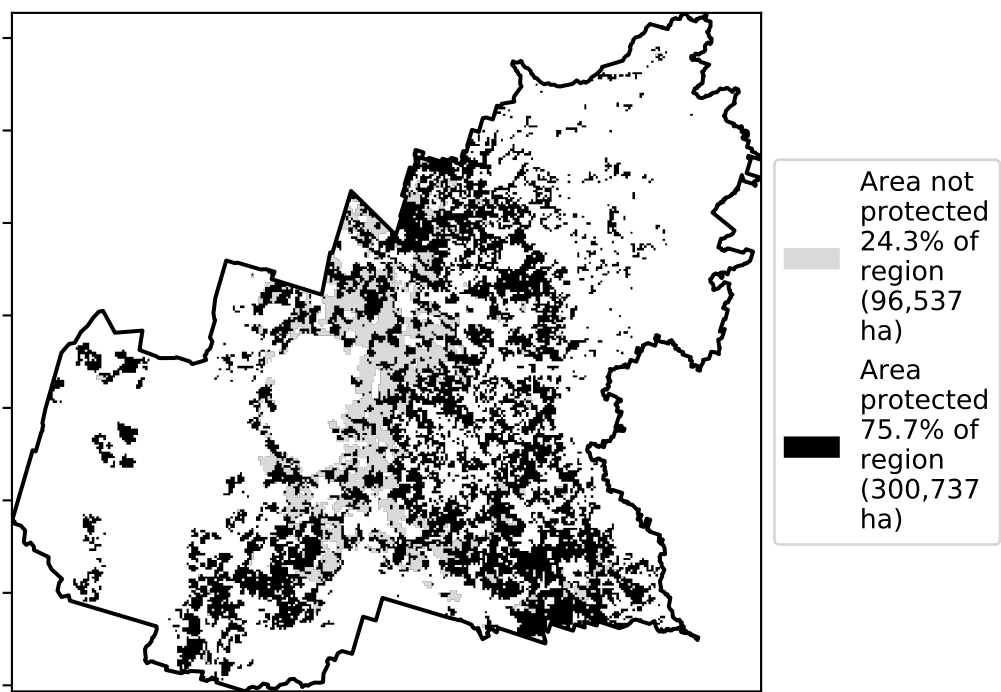 Area not
protected
24.3% of
region
(96,537
ha)
Area
protected
75.7% of
region
(300,737
ha)